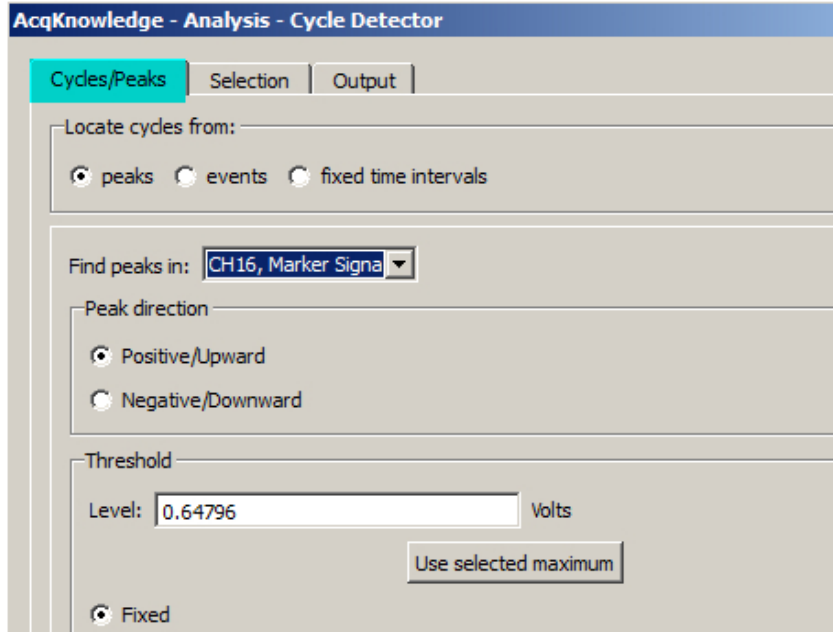 AcqKnowledge - Analysis - Cycle Detector
Cycles/Peaks Selection Output
Locate cycles from:
peaks events fixed time intervals
Find peaks in: CH16, Marker Signa
Peak direction
Positive/Upward
Negative/Downward
Threshold
Level: 0.64796 Volts
Use selected maximum
Fixed